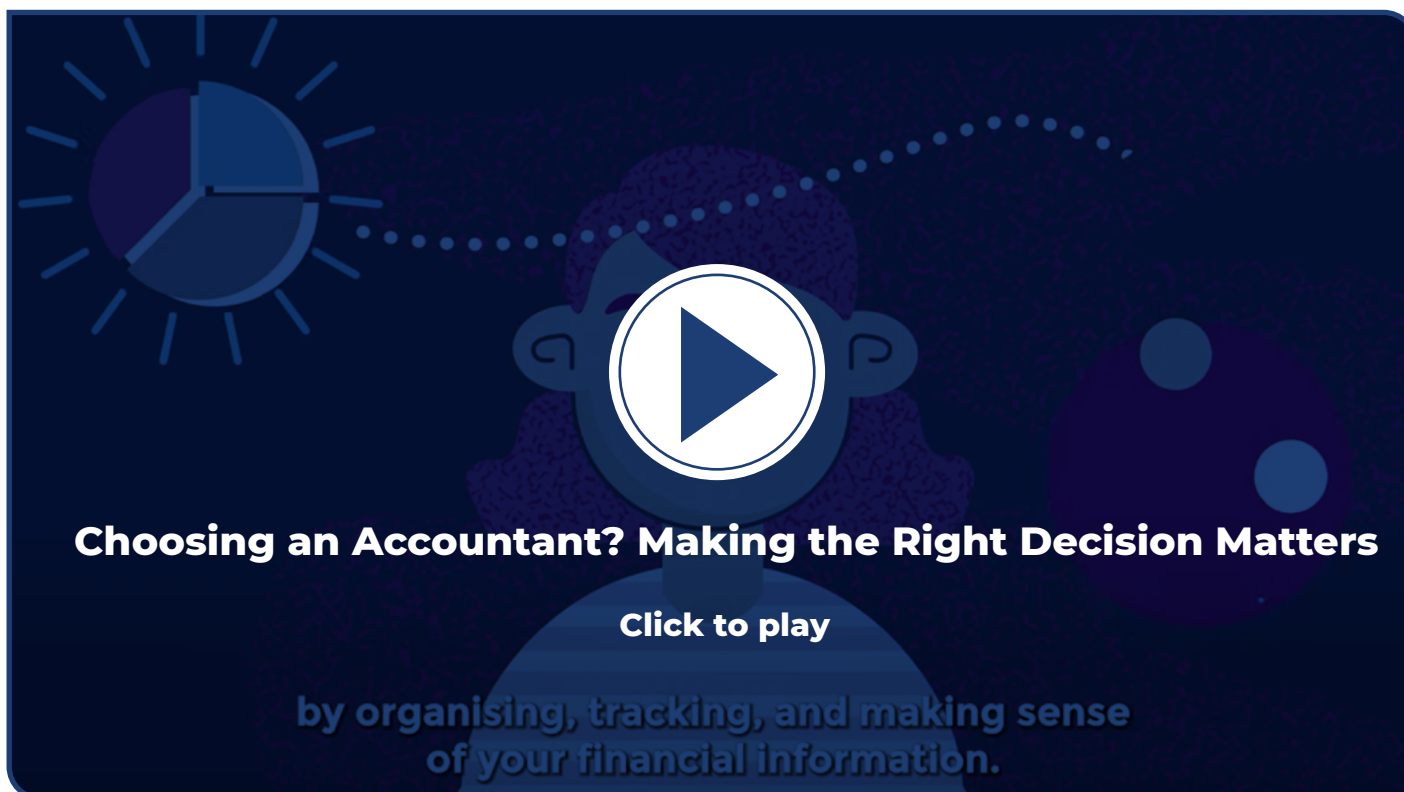 Choosing an Accountant? Making the Right Decision Matters
Click to play
by organising, tracking, and making sense
of your financial information.